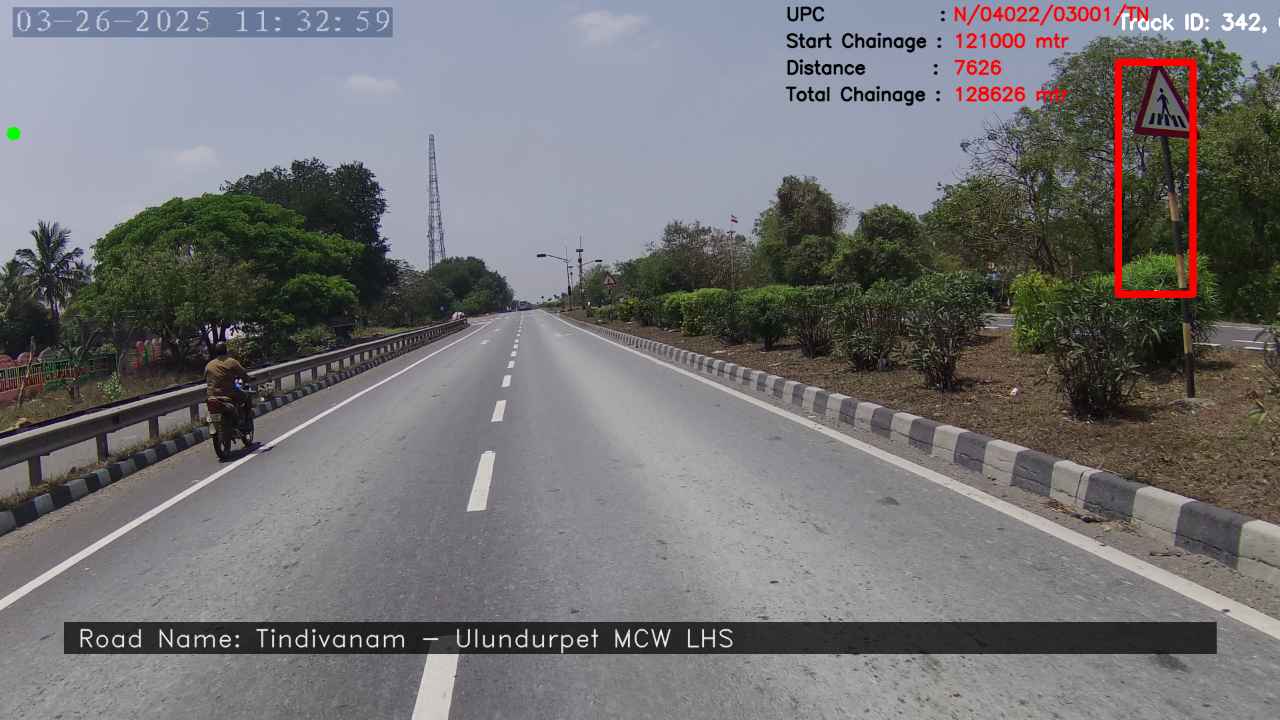 03-26-2025 11:32:59
UPC : N/04022/03001/TN
Track ID: 342,
Start Chainage : 121000 mtr
Distance : 7626
Total Chainage : 128626 mtr
Road Name: Tindivanam - Ulundurpet MCW LHS